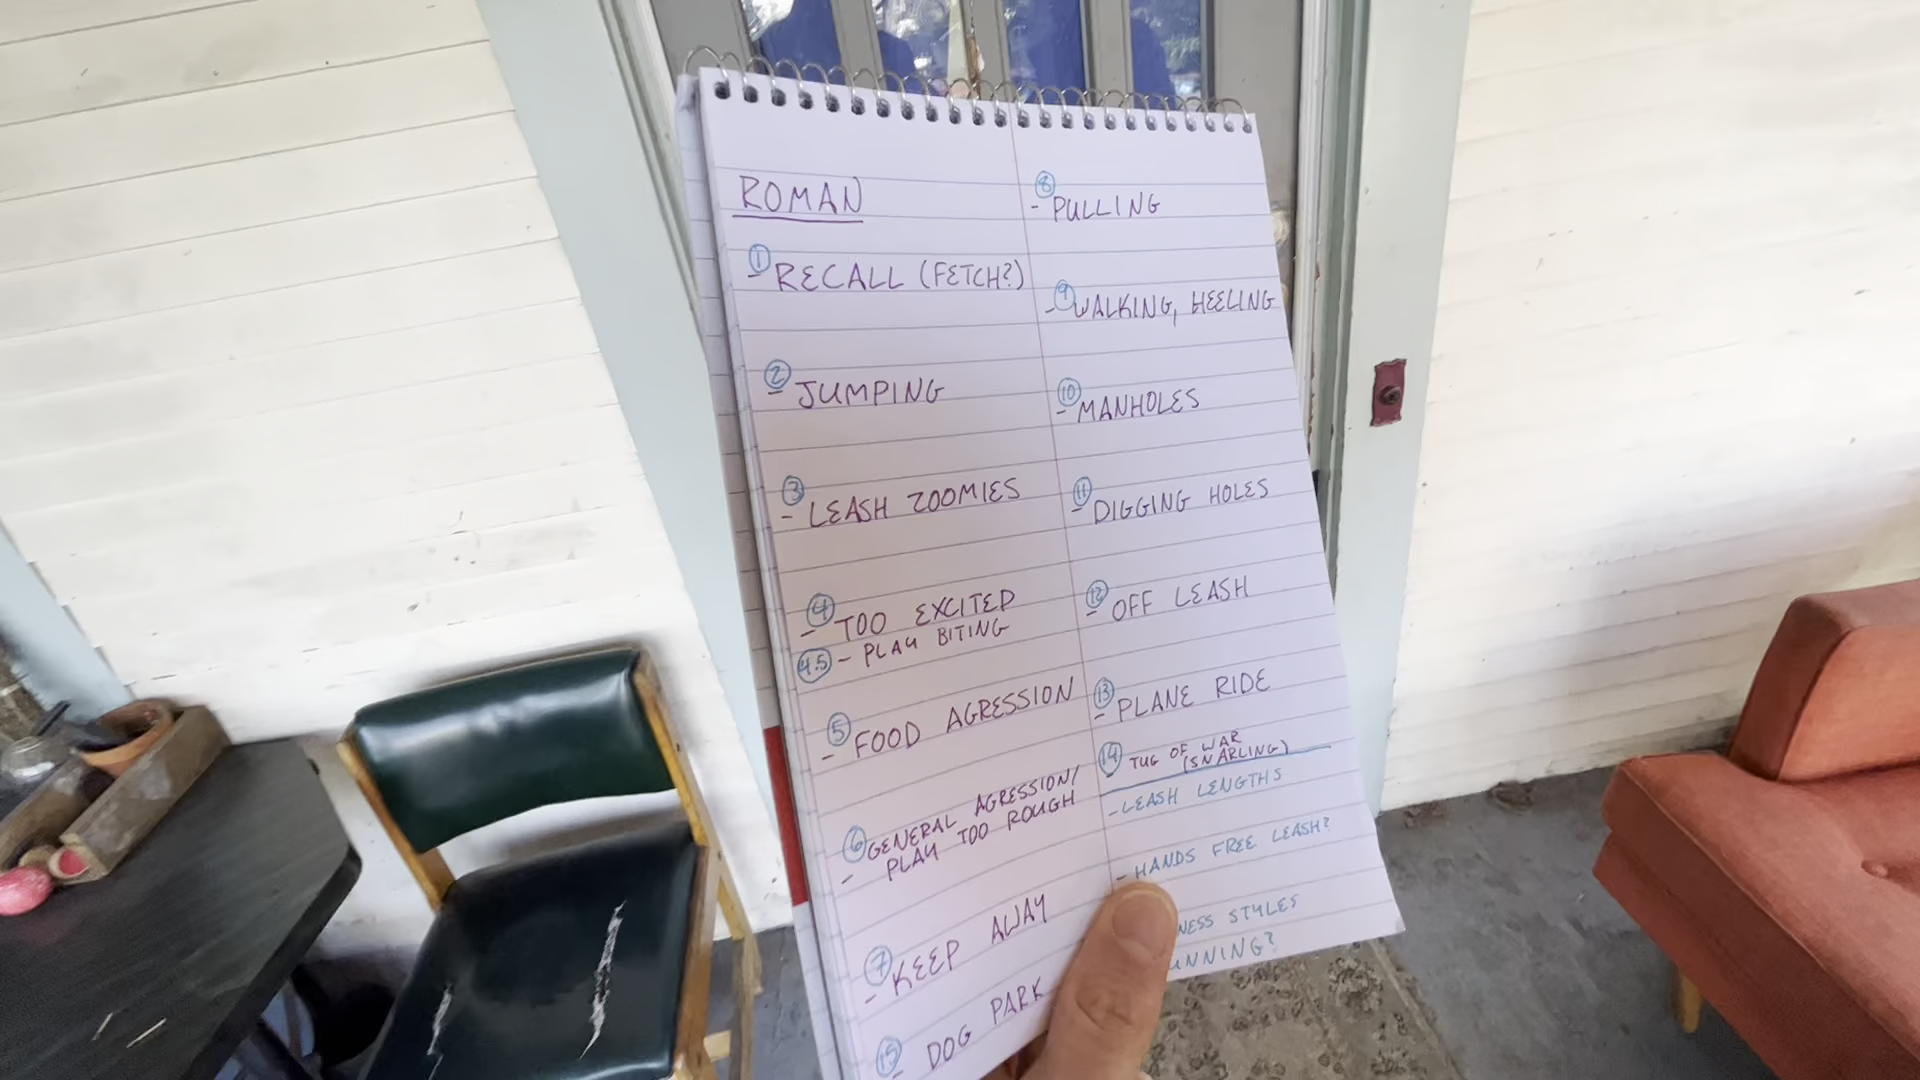 ROMAN
① - RECALL (FETCH?)
② - JUMPING
③ - LEASH ZOOMIES
④ - TOO EXCITED
4.5 - PLAY BITING
⑤ - FOOD AGRESSION
⑥ - GENERAL AGRESSION/
PLAY TOO ROUGH
⑦ - KEEP AWAY
⑮ - DOG PARK
⑧ - PULLING
⑨ - WALKING, HEELING
⑩ - MANHOLES
⑪ - DIGGING HOLES
⑫ - OFF LEASH
⑬ - PLANE RIDE
⑭ TUG OF WAR
(SNARLING)
- LEASH LENGTHS
- HANDS FREE LEASH?
NESS STYLES
UNNING?